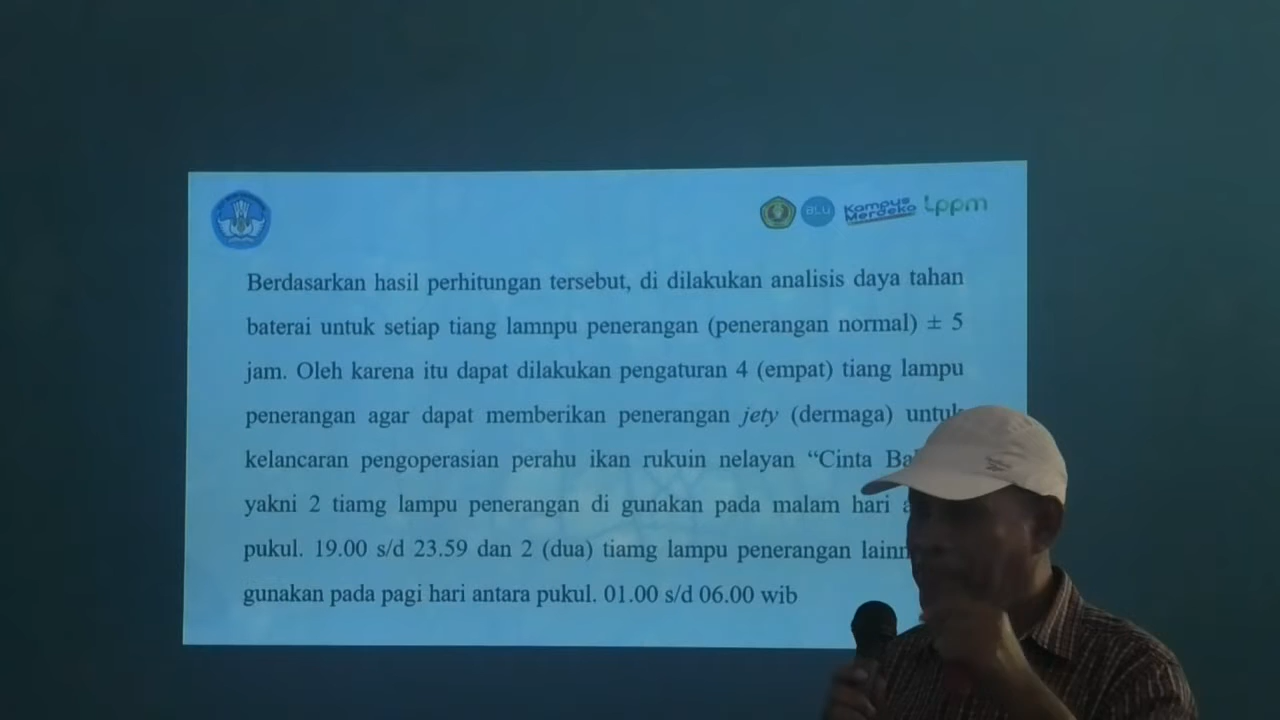 BLU
Kampus
Merdeka
lppm
Berdasarkan hasil perhitungan tersebut, di dilakukan analisis daya tahan
baterai untuk setiap tiang lamnpu penerangan (penerangan normal) ± 5
jam. Oleh karena itu dapat dilakukan pengaturan 4 (empat) tiang lampu
penerangan agar dapat memberikan penerangan jety (dermaga) untuk
kelancaran pengoperasian perahu ikan rukuin nelayan “Cinta
yakni 2 tiamg lampu penerangan di gunakan pada malam hari
pukul. 19.00 s/d 23.59 dan 2 (dua) tiamg lampu penerangan
gunakan pada pagi hari antara pukul. 01.00 s/d 06.00 wib